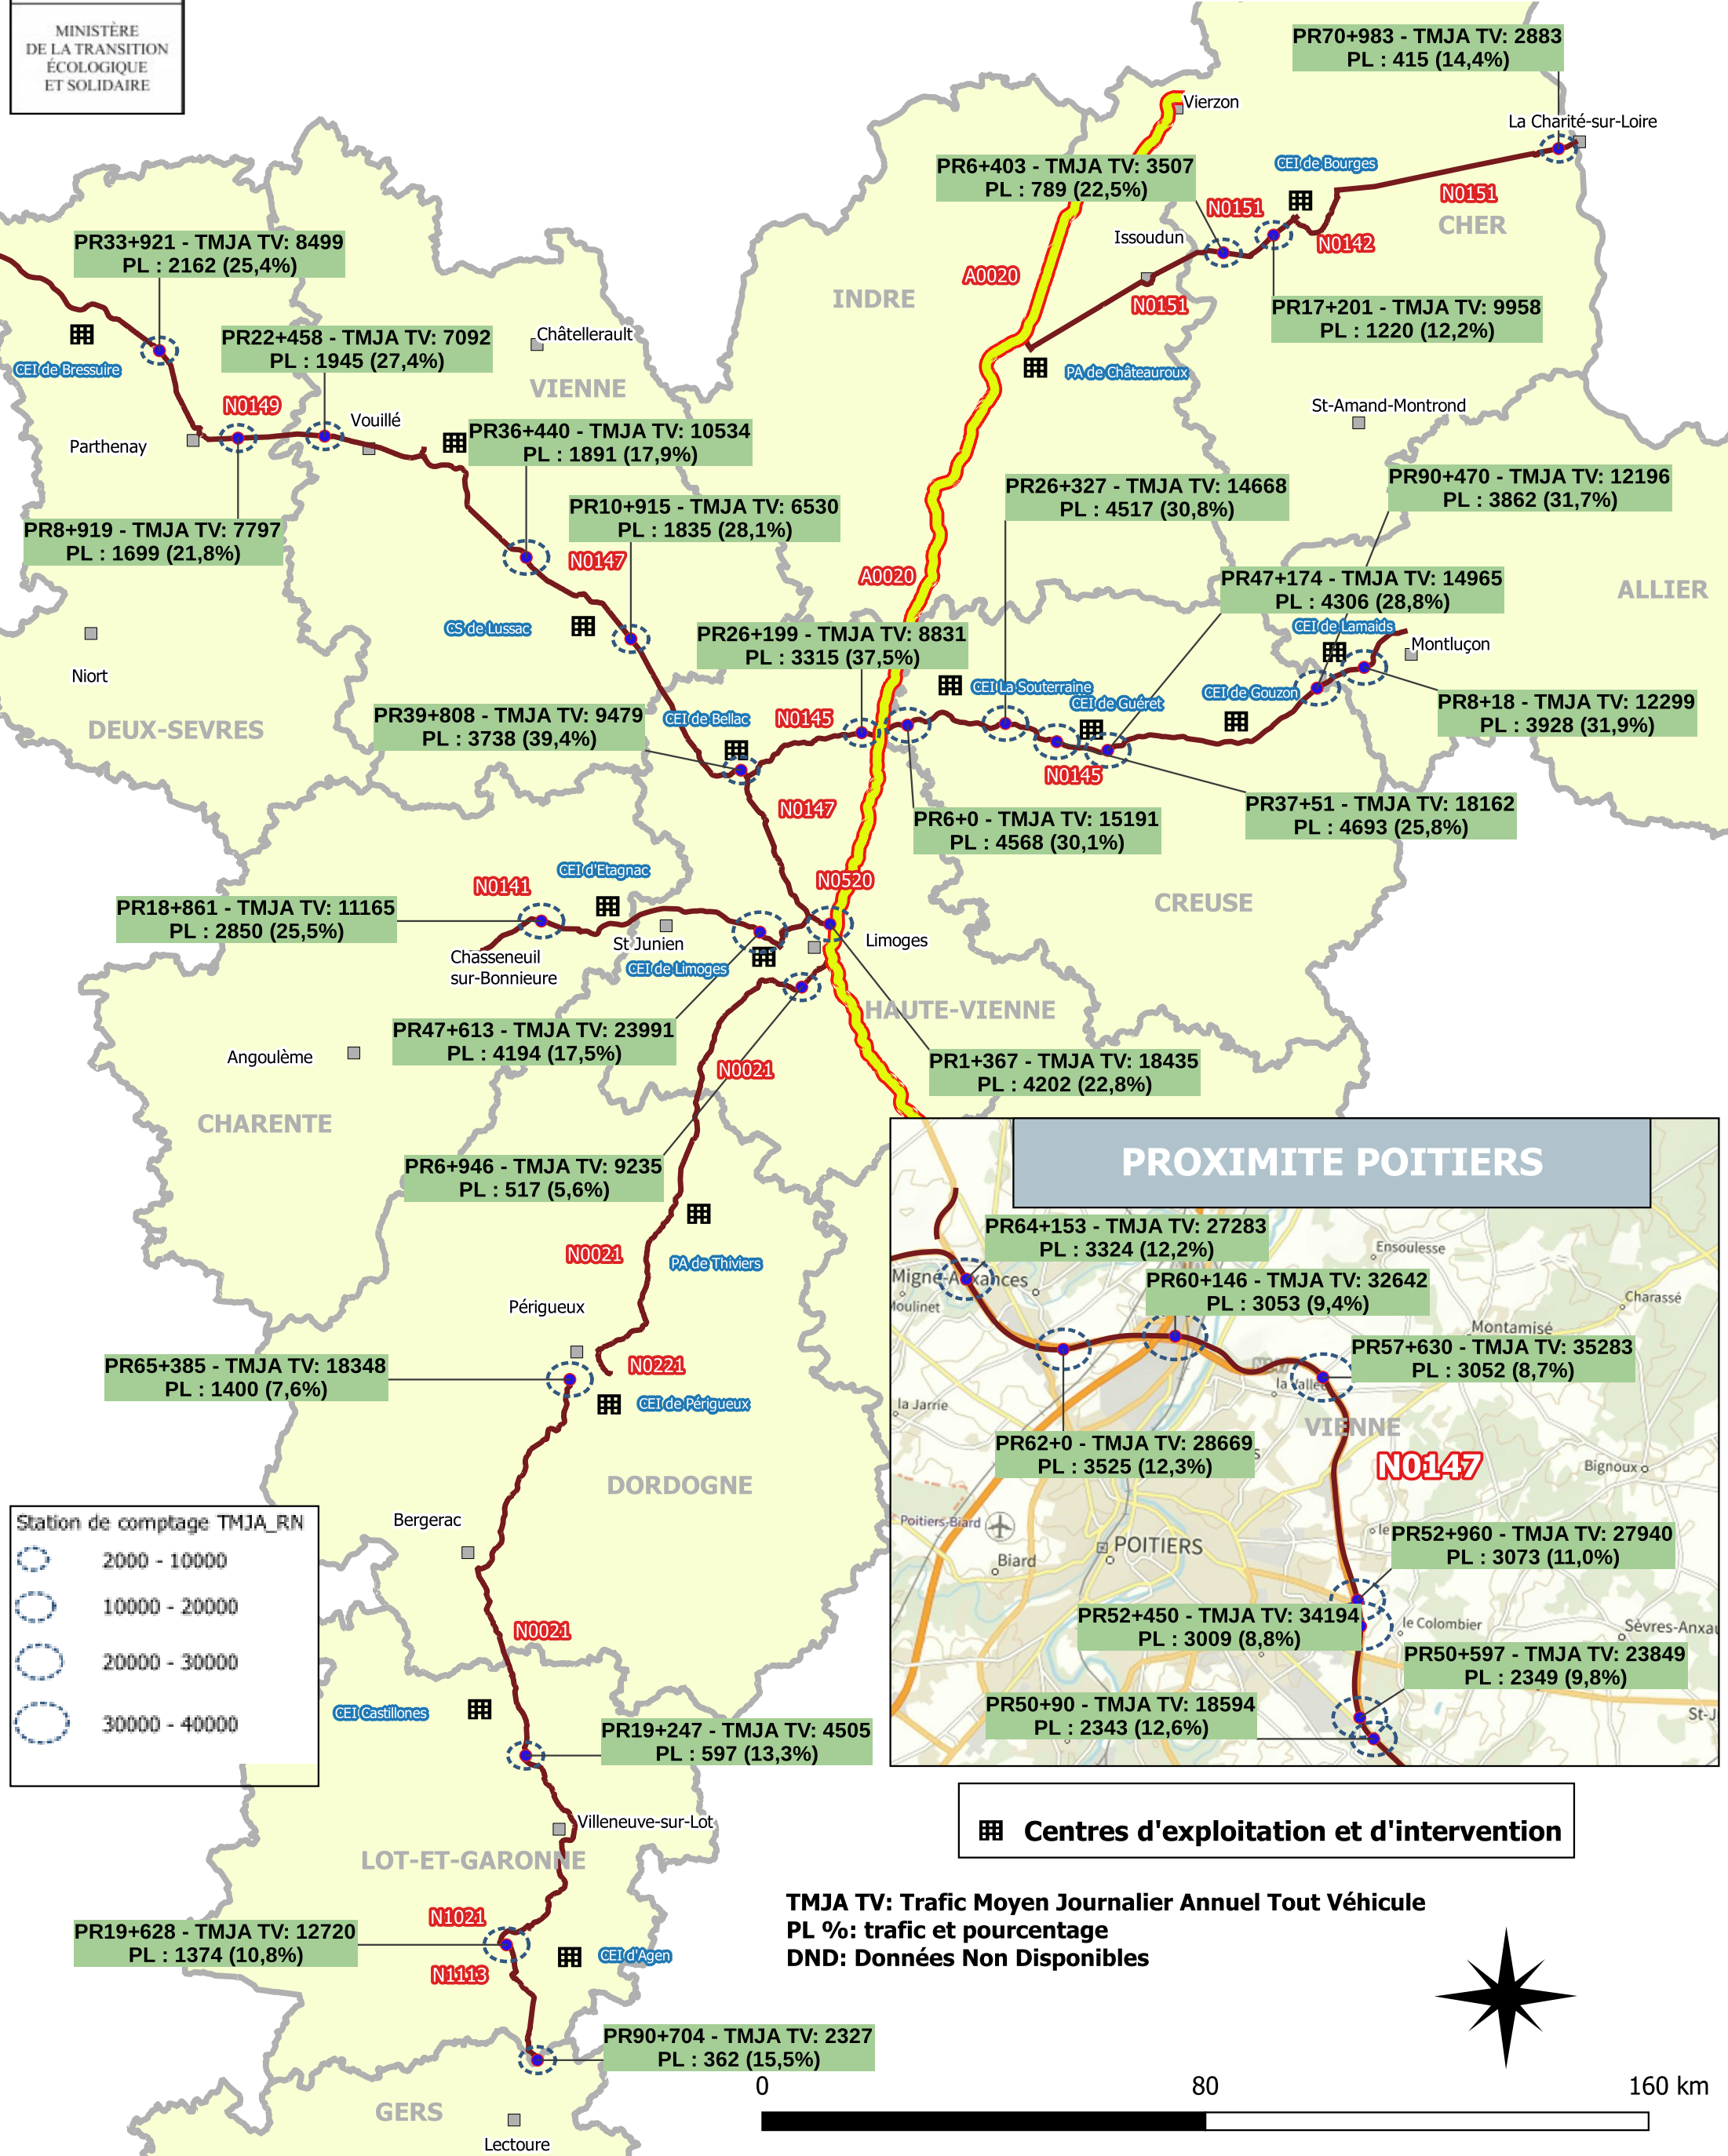 MINISTÈRE
DE LA TRANSITION
ÉCOLOGIQUE
ET SOLIDAIRE
PR70+983 - TMJA TV: 2883
PL : 415 (14,4%)
Vierzon
La Charité-sur-Loire
CEI de Bourges
PR6+403 - TMJA TV: 3507
PL : 789 (22,5%)
N0151
N0151
CHER
N0142
Issoudun
PR33+921 - TMJA TV: 8499
PL : 2162 (25,4%)
A0020
INDRE
N0151
PR17+201 - TMJA TV: 9958
PL : 1220 (12,2%)
PR22+458 - TMJA TV: 7092
PL : 1945 (27,4%)
Châtellerault
CEI de Bressuire
PA de Châteauroux
VIENNE
N0149
Vouillé
St-Amand-Montrond
Parthenay
PR36+440 - TMJA TV: 10534
PL : 1891 (17,9%)
PR26+327 - TMJA TV: 14668
PL : 4517 (30,8%)
PR90+470 - TMJA TV: 12196
PL : 3862 (31,7%)
PR10+915 - TMJA TV: 6530
PL : 1835 (28,1%)
PR8+919 - TMJA TV: 7797
PL : 1699 (21,8%)
N0147
A0020
PR47+174 - TMJA TV: 14965
PL : 4306 (28,8%)
ALLIER
CS de Lussac
CEI de Lamaids
PR26+199 - TMJA TV: 8831
PL : 3315 (37,5%)
Montluçon
Niort
CEI La Souterraine
CEI de Gouzon
CEI de Guéret
PR8+18 - TMJA TV: 12299
PL : 3928 (31,9%)
DEUX-SEVRES
PR39+808 - TMJA TV: 9479
PL : 3738 (39,4%)
CEI de Bellac
N0145
N0145
N0147
PR6+0 - TMJA TV: 15191
PL : 4568 (30,1%)
PR37+51 - TMJA TV: 18162
PL : 4693 (25,8%)
CEI d'Etagnac
N0141
N0520
CREUSE
PR18+861 - TMJA TV: 11165
PL : 2850 (25,5%)
St Junien
Limoges
Chasseneuil
sur-Bonnieure
CEI de Limoges
HAUTE-VIENNE
PR47+613 - TMJA TV: 23991
PL : 4194 (17,5%)
Angoulème
N0021
PR1+367 - TMJA TV: 18435
PL : 4202 (22,8%)
CHARENTE
PR6+946 - TMJA TV: 9235
PL : 517 (5,6%)
PROXIMITE POITIERS
N0021
PA de Thiviers
PR64+153 - TMJA TV: 27283
PL : 3324 (12,2%)
Ensoulesse
Migné-Auxances
PR60+146 - TMJA TV: 32642
PL : 3053 (9,4%)
Moulinet
Charassé
Périgueux
Montamisé
PR57+630 - TMJA TV: 35283
PL : 3052 (8,7%)
PR65+385 - TMJA TV: 18348
PL : 1400 (7,6%)
N0221
CEI de Périgueux
la Vallée
la Jarrie
VIENNE
PR62+0 - TMJA TV: 28669
PL : 3525 (12,3%)
N0147
Bignoux
DORDOGNE
Bergerac
Poitiers-Biard
POITIERS
Biard
le
PR52+960 - TMJA TV: 27940
PL : 3073 (11,0%)
Station de comptage TMJA_RN
2000 - 10000
10000 - 20000
20000 - 30000
30000 - 40000
N0021
PR52+450 - TMJA TV: 34194
PL : 3009 (8,8%)
le Colombier
Sèvres-Anxau
PR50+597 - TMJA TV: 23849
PL : 2349 (9,8%)
PR50+90 - TMJA TV: 18594
PL : 2343 (12,6%)
St-J
CEI Castillones
PR19+247 - TMJA TV: 4505
PL : 597 (13,3%)
Villeneuve-sur-Lot
Centres d'exploitation et d'intervention
LOT-ET-GARONNE
TMJA TV: Trafic Moyen Journalier Annuel Tout Véhicule
PL %: trafic et pourcentage
DND: Données Non Disponibles
N1021
PR19+628 - TMJA TV: 12720
PL : 1374 (10,8%)
CEI d'Agen
N1113
PR90+704 - TMJA TV: 2327
PL : 362 (15,5%)
0 80 160 km
GERS
Lectoure